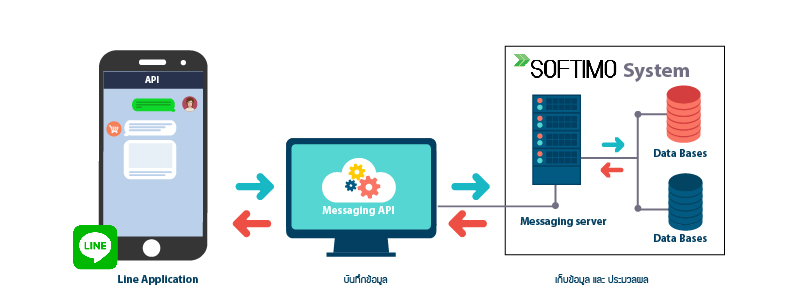 API
LINE
Line Application
Messaging API
บันทึกข้อมูล
SOFTIMO System
Messaging server
Data Bases
Data Bases
เก็บข้อมูล และ ประมวลผล